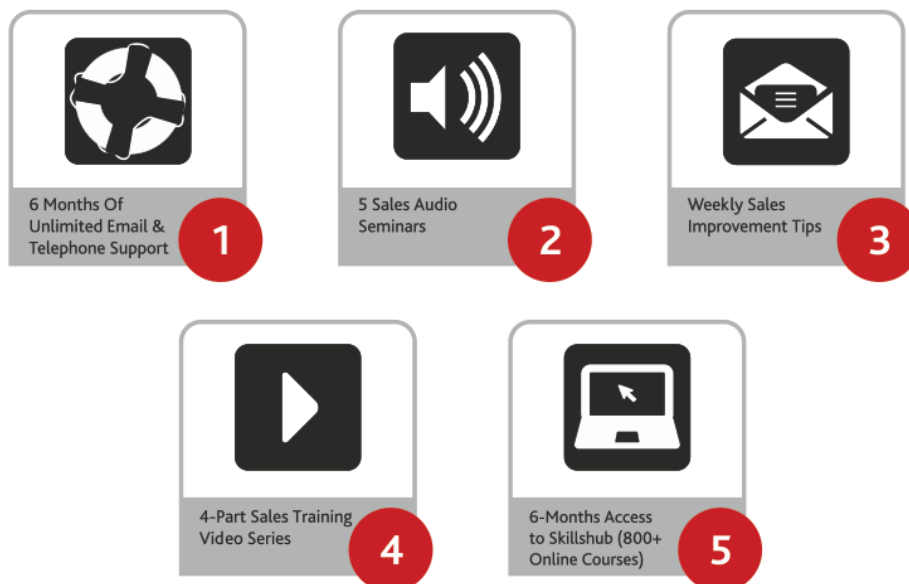 6 Months Of
Unlimited Email &
Telephone Support
1
5 Sales Audio
Seminars
2
Weekly Sales
Improvement Tips
3
4-Part Sales Training
Video Series
4
6-Months Access
to Skillshub (800+
Online Courses)
5